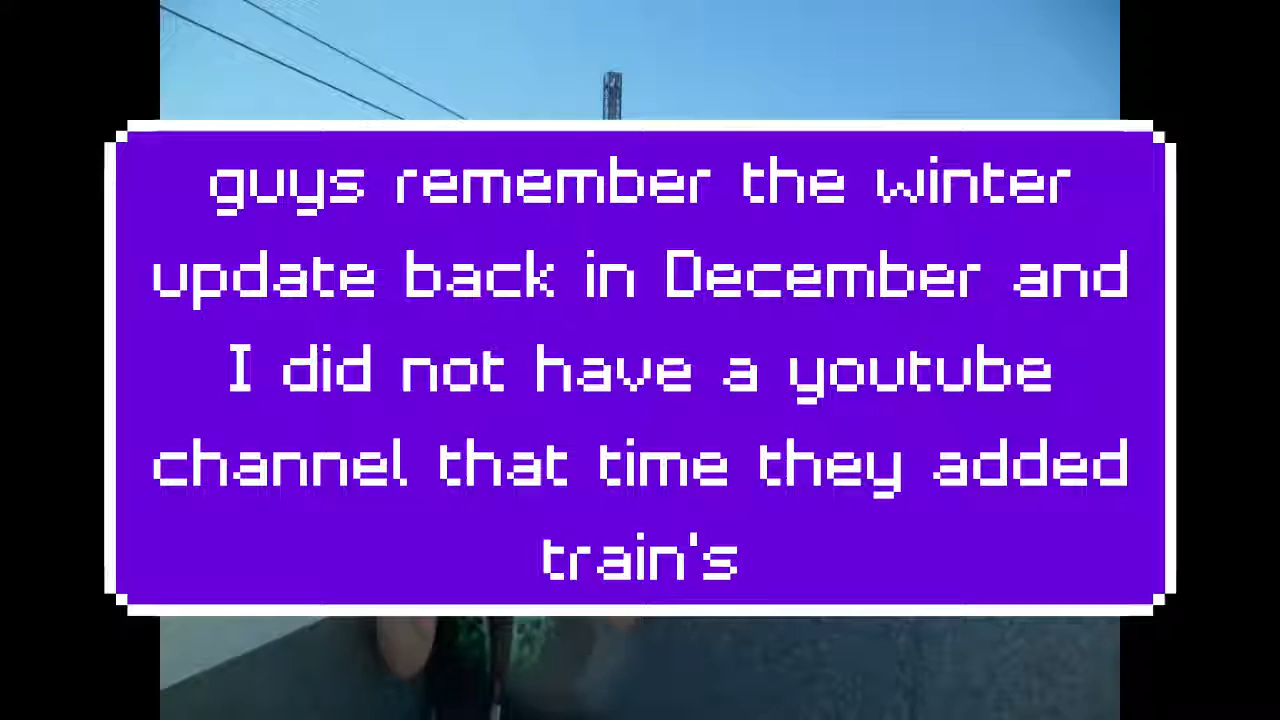 guys remember the winter
update back in December and
I did not have a youtube
channel that time they added
train's